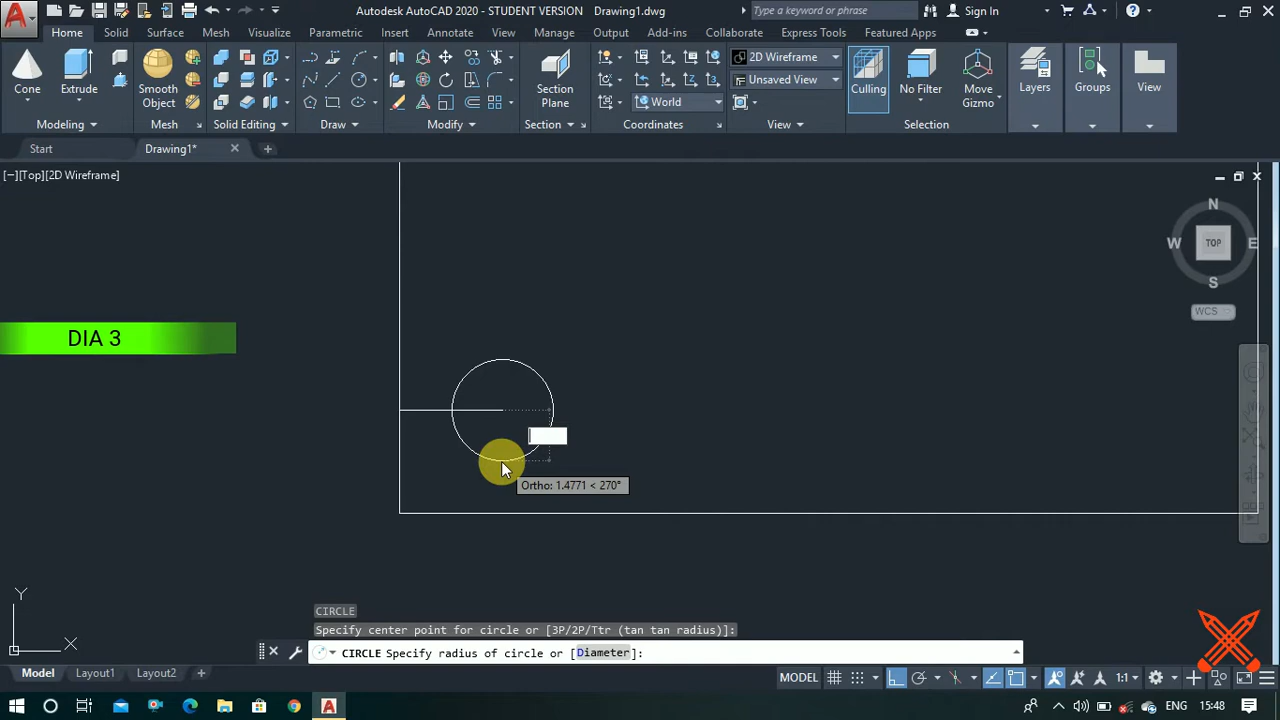 Autodesk AutoCAD 2020 - STUDENT VERSION Drawing1.dwg
Type a keyword or phrase
Sign In
Home Solid Surface Mesh Visualize Parametric Insert Annotate View Manage Output Add-ins Collaborate Express Tools Featured Apps
2D Wireframe
Unsaved View
World
Cone Extrude Smooth Object Section Plane Culling No Filter Move Gizmo Layers Groups View
Modeling Mesh Solid Editing Draw Modify Section Coordinates View Selection
Start Drawing1*
[−][Top][2D Wireframe]
N
W TOP E
S
WCS
DIA 3
Ortho: 1.4771 < 270°
Y
X
CIRCLE
Specify center point for circle or [3P/2P/Ttr (tan tan radius)]:
CIRCLE Specify radius of circle or [Diameter]:
Model Layout1 Layout2
MODEL 1:1
ENG 15:48